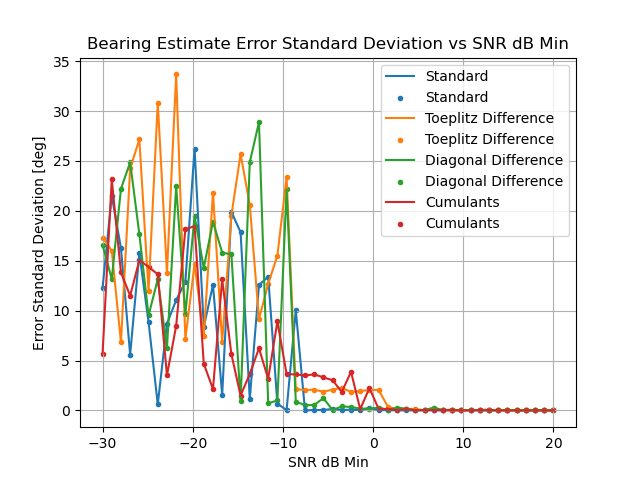 Bearing Estimate Error Standard Deviation vs SNR dB Min
Error Standard Deviation [deg]
35
30
25
20
15
10
5
0
Standard
Standard
Toeplitz Difference
Toeplitz Difference
Diagonal Difference
Diagonal Difference
Cumulants
Cumulants
−30 −20 −10 0 10 20
SNR dB Min